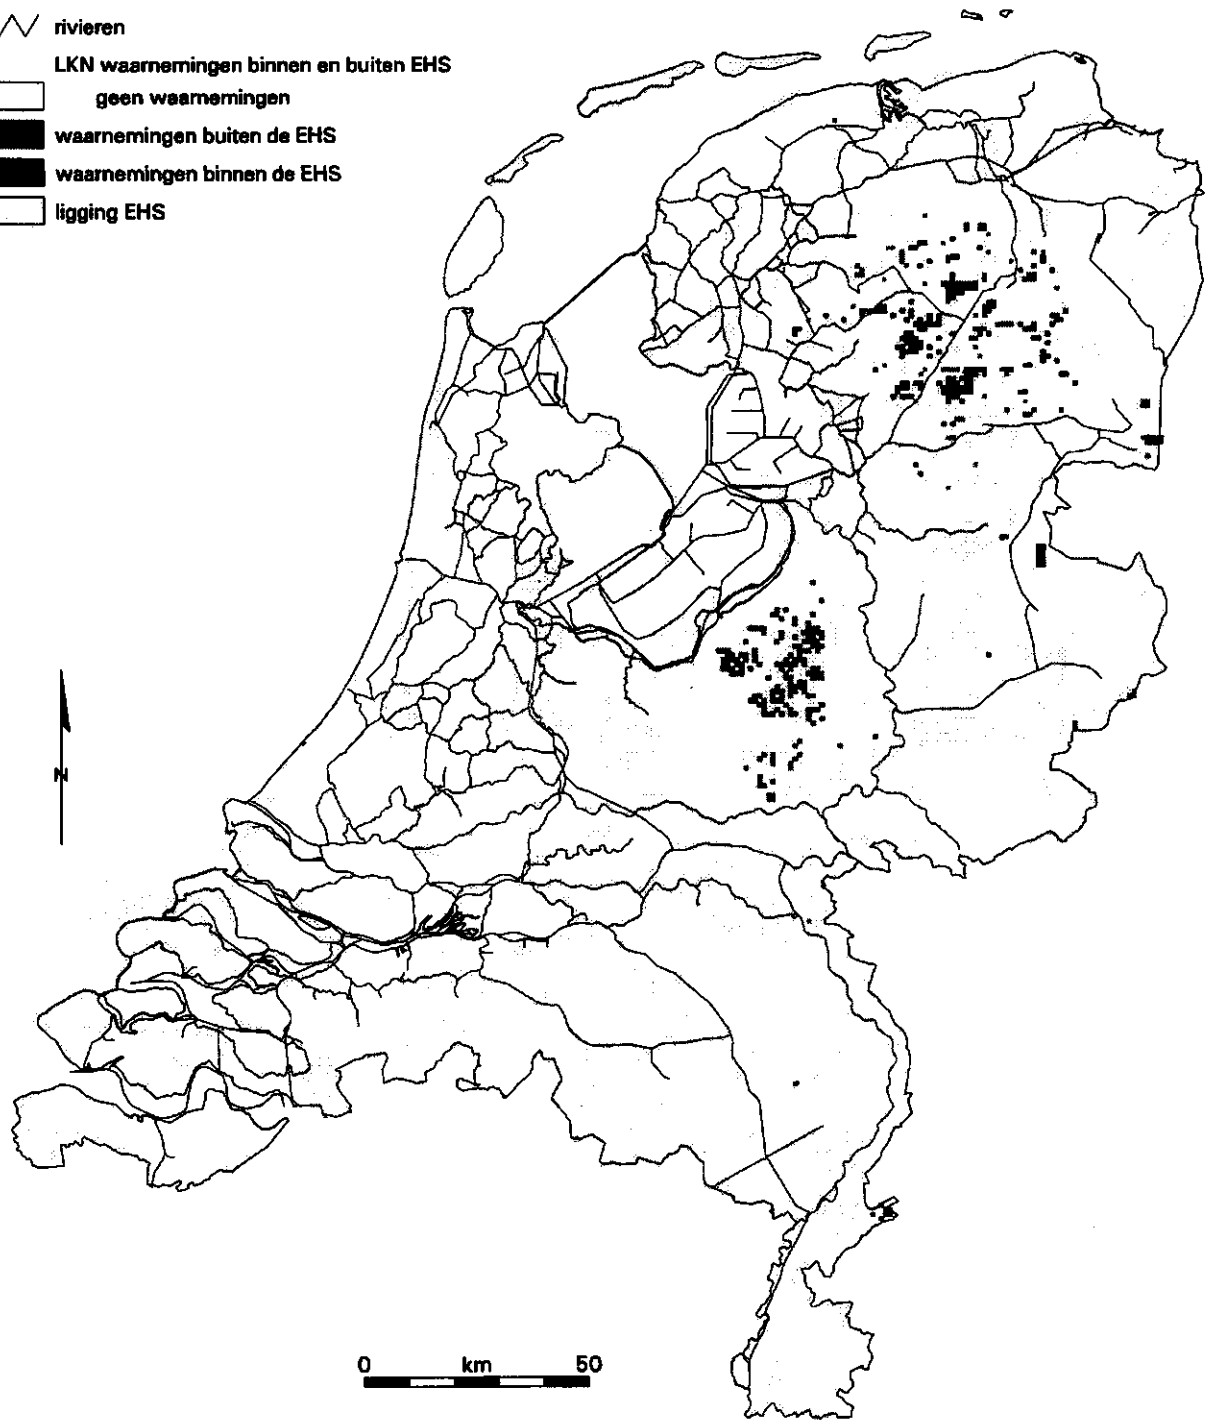 rivieren
LKN waarnemingen binnen en buiten EHS
geen waarnemingen
waarnemingen buiten de EHS
waarnemingen binnen de EHS
ligging EHS
N
0 km 50